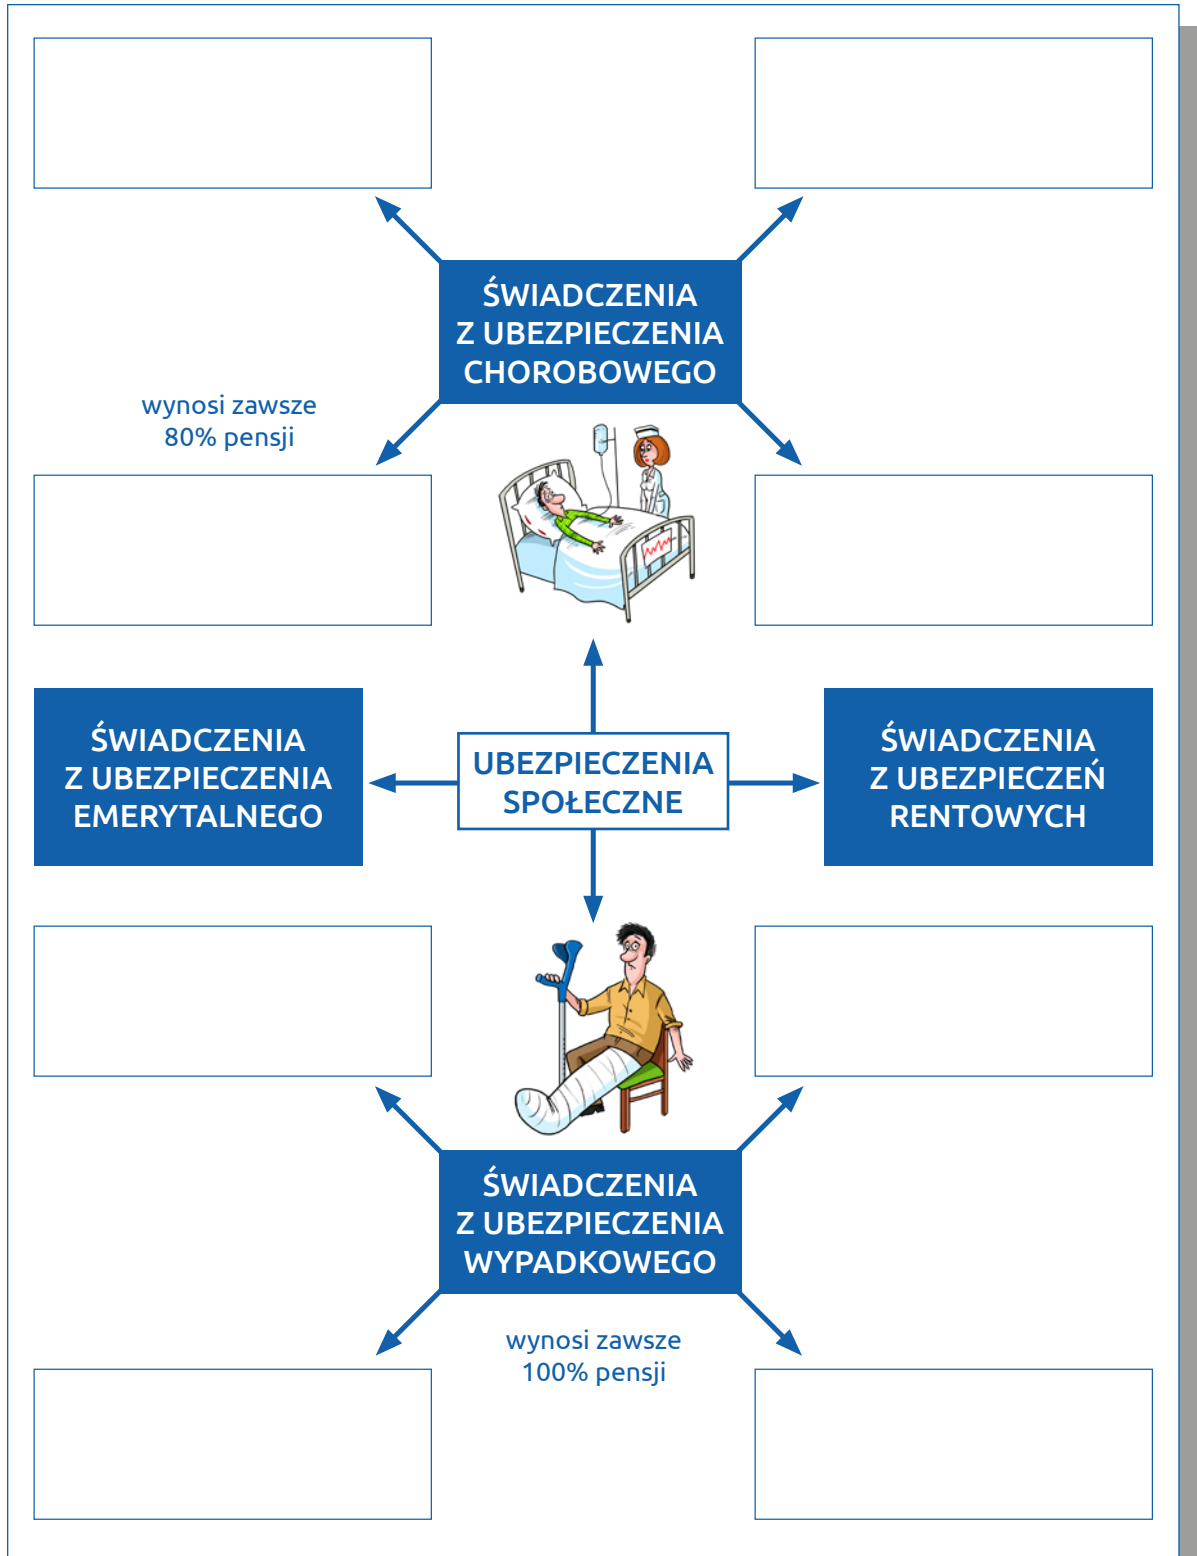 ŚWIADCZENIA
Z UBEZPIECZENIA
CHOROBOWEGO
wynosi zawsze
80% pensji
ŚWIADCZENIA
Z UBEZPIECZENIA
EMERYTALNEGO
UBEZPIECZENIA
SPOŁECZNE
ŚWIADCZENIA
Z UBEZPIECZEŃ
RENTOWYCH
ŚWIADCZENIA
Z UBEZPIECZENIA
WYPADKOWEGO
wynosi zawsze
100% pensji